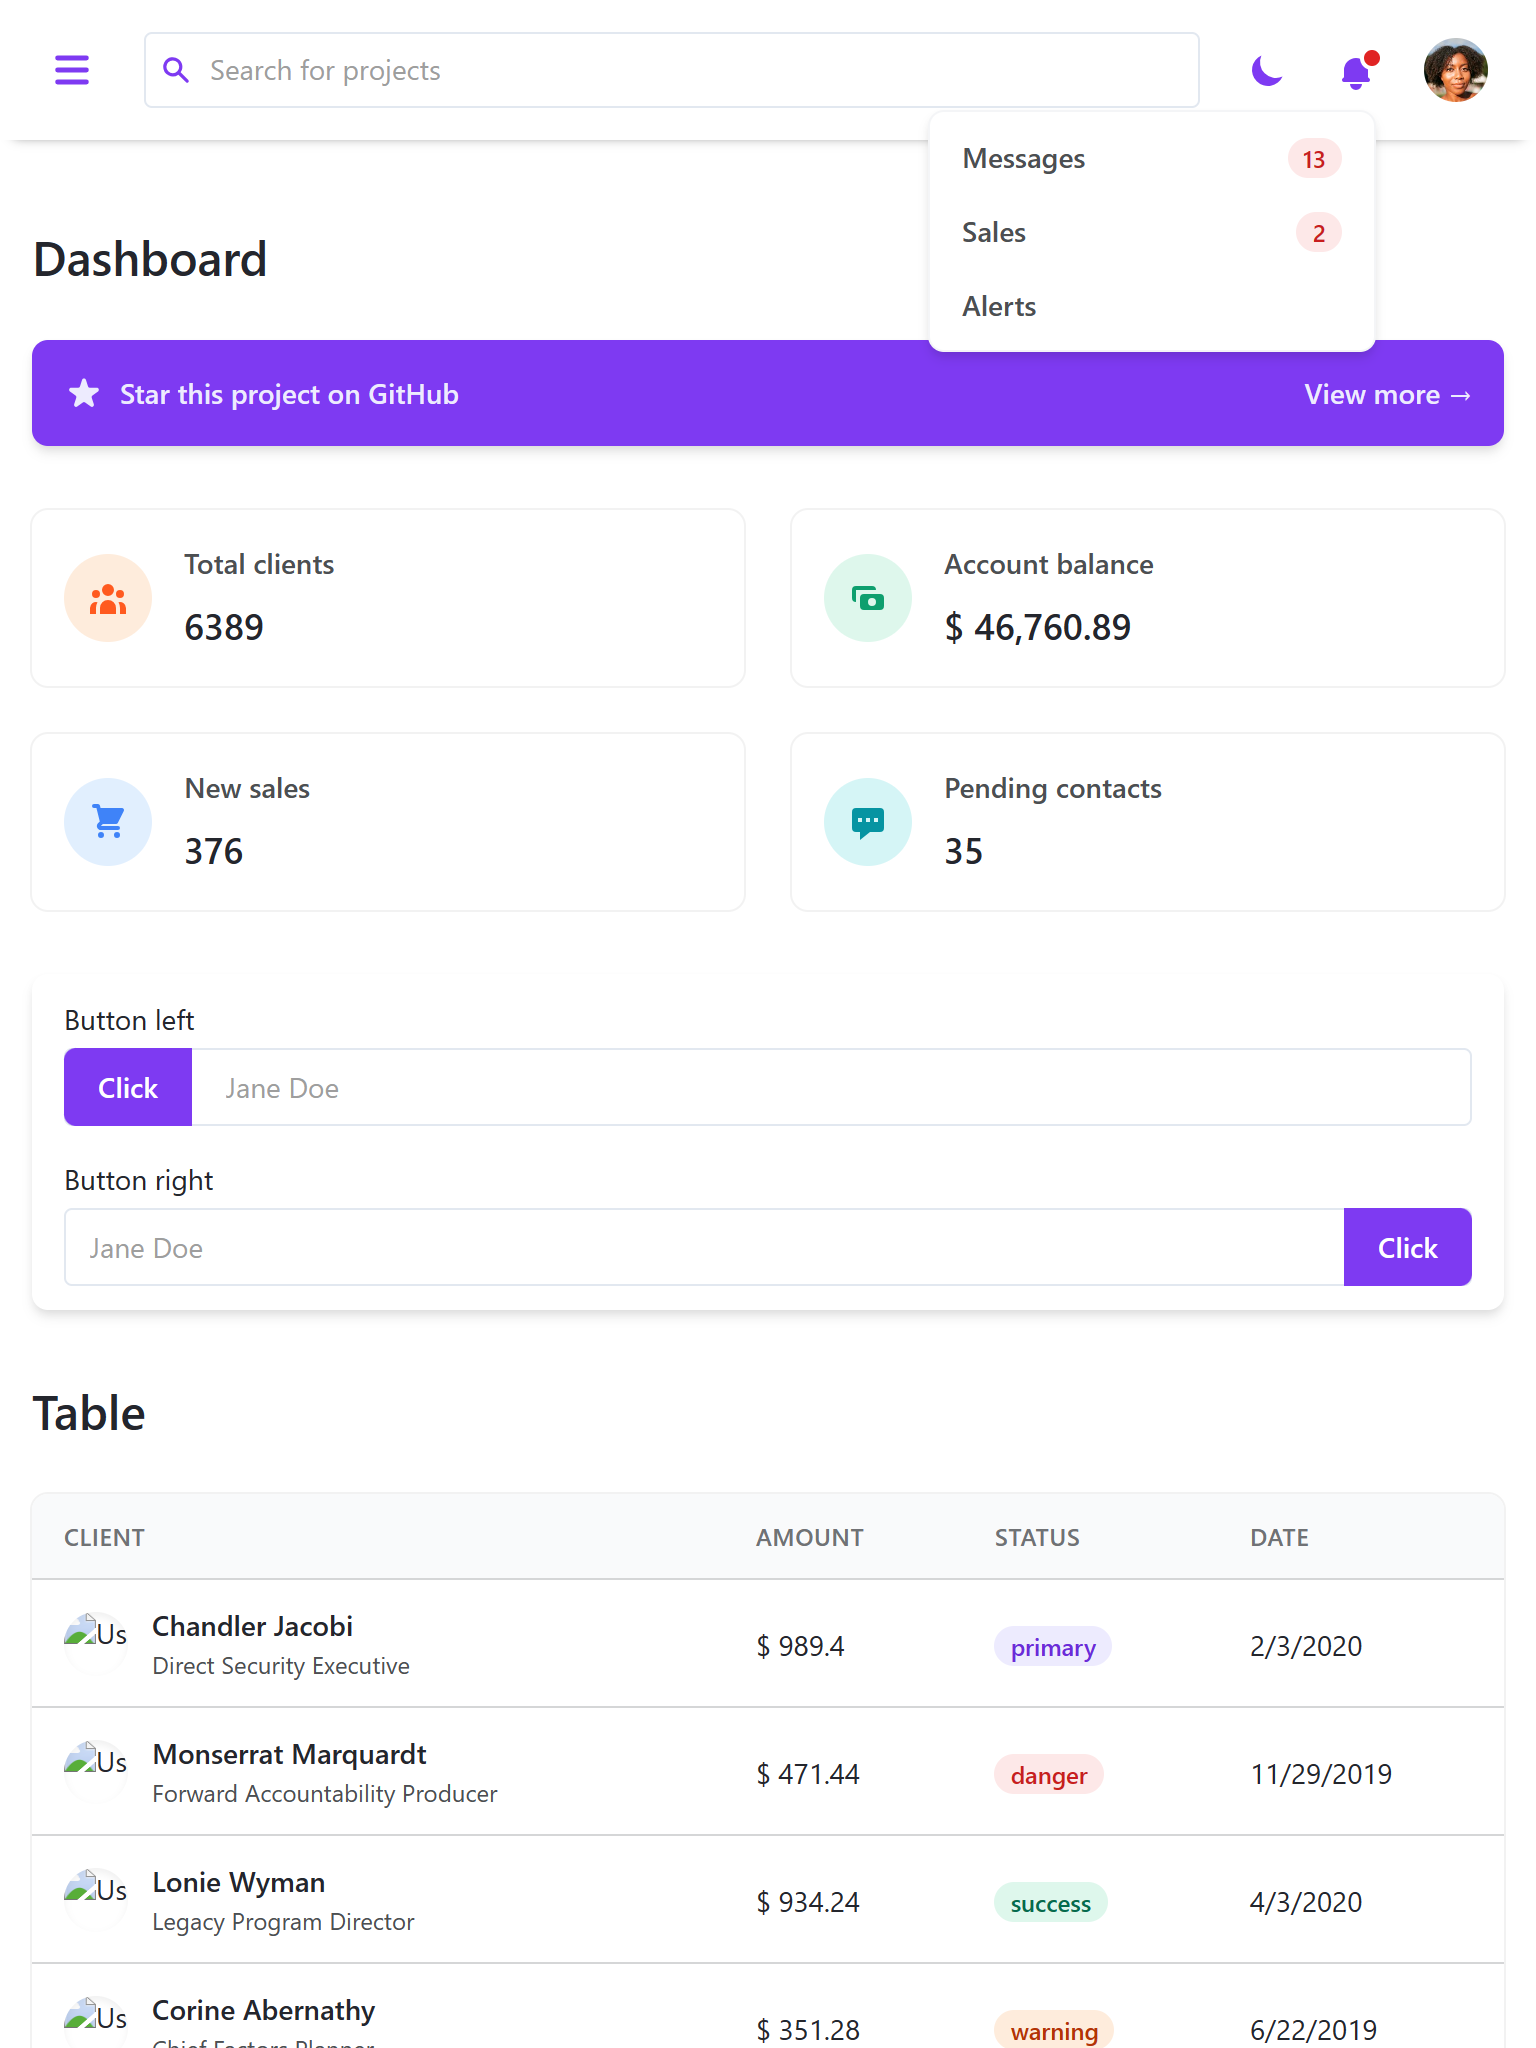 Search for projects
Messages 13
Sales 2
Alerts
Dashboard
Star this project on GitHub
View more →
Total clients
6389
Account balance
$ 46,760.89
New sales
376
Pending contacts
35
Button left
Click
Jane Doe
Button right
Jane Doe
Click
Table
CLIENT AMOUNT STATUS DATE
Us
Chandler Jacobi
Direct Security Executive
$ 989.4
primary
2/3/2020
Us
Monserrat Marquardt
Forward Accountability Producer
$ 471.44
danger
11/29/2019
Us
Lonie Wyman
Legacy Program Director
$ 934.24
success
4/3/2020
Us
Corine Abernathy
Chief Factors Planner
$ 351.28
warning
6/22/2019